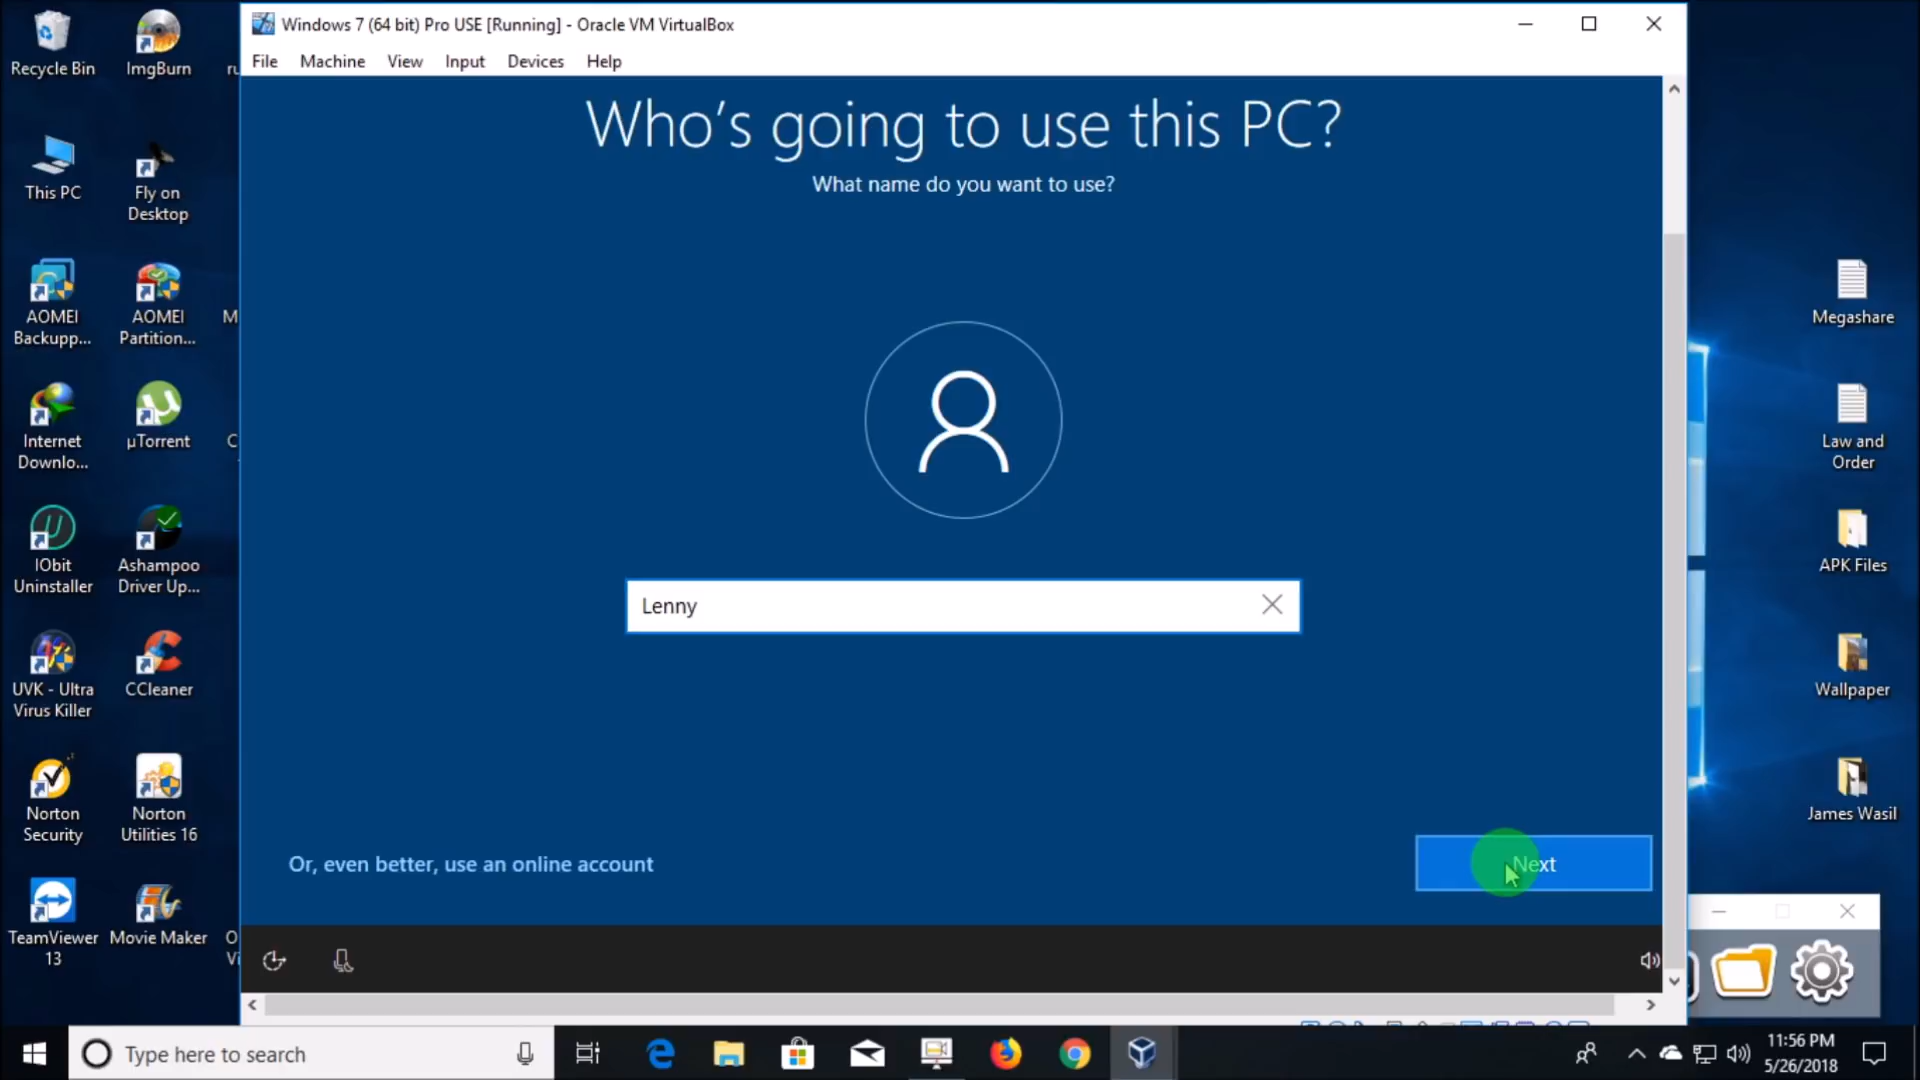 Recycle Bin
ImgBurn
This PC
Fly on
Desktop
AOMEI
Backupp...
AOMEI
Partition...
Internet
Downlo...
µTorrent
IObit
Uninstaller
Ashampoo
Driver Up...
UVK - Ultra
Virus Killer
CCleaner
Norton
Security
Norton
Utilities 16
TeamViewer
13
Movie Maker
Windows 7 (64 bit) Pro USE [Running] - Oracle VM VirtualBox
File Machine View Input Devices Help
Who's going to use this PC?
What name do you want to use?
Lenny
Or, even better, use an online account
Next
Megashare
Law and
Order
APK Files
Wallpaper
James Wasil
Type here to search
11:56 PM
5/26/2018